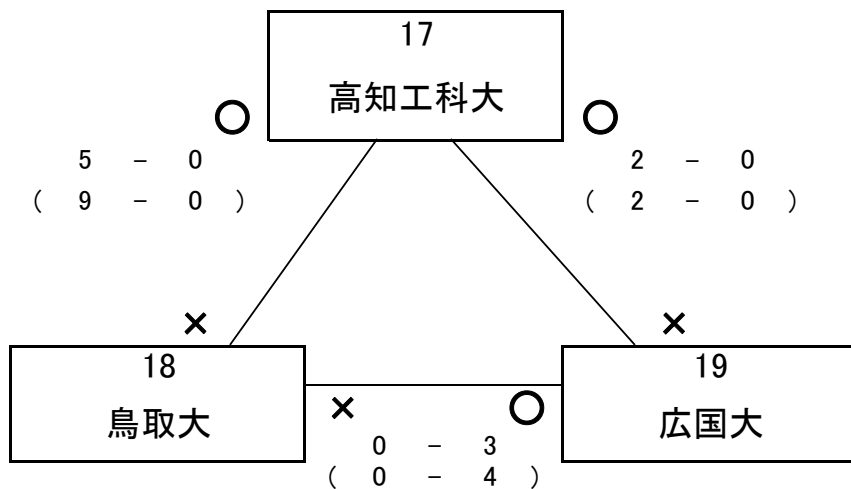 17
高知工科大
○ ○
5 - 0
( 9 - 0 )
2 - 0
( 2 - 0 )
× ×
18
鳥取大
19
広国大
× ○
0 - 3
( 0 - 4 )